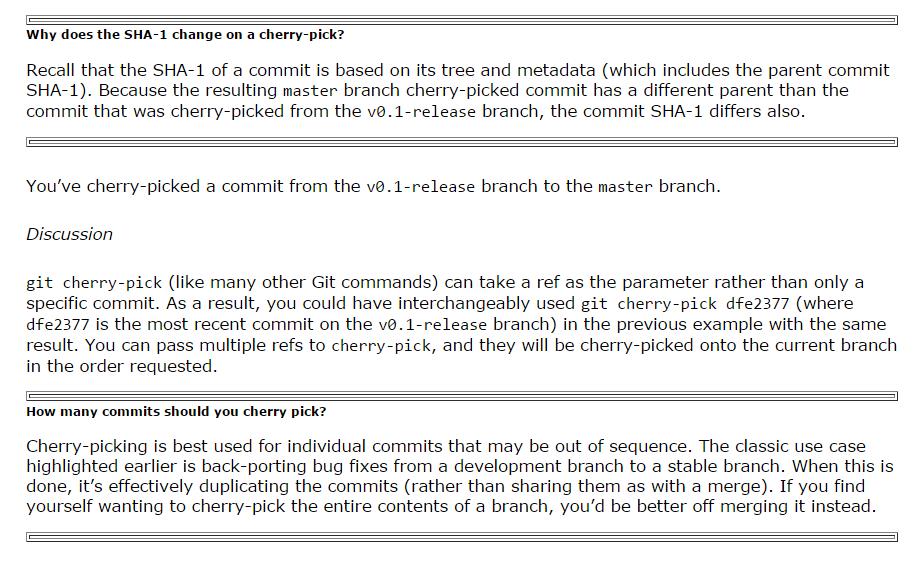 Why does the SHA-1 change on a cherry-pick?
Recall that the SHA-1 of a commit is based on its tree and metadata (which includes the parent commit
SHA-1). Because the resulting master branch cherry-picked commit has a different parent than the
commit that was cherry-picked from the v0.1-release branch, the commit SHA-1 differs also.
You’ve cherry-picked a commit from the v0.1-release branch to the master branch.
Discussion
git cherry-pick (like many other Git commands) can take a ref as the parameter rather than only a
specific commit. As a result, you could have interchangeably used git cherry-pick dfe2377 (where
dfe2377 is the most recent commit on the v0.1-release branch) in the previous example with the same
result. You can pass multiple refs to cherry-pick, and they will be cherry-picked onto the current branch
in the order requested.
How many commits should you cherry pick?
Cherry-picking is best used for individual commits that may be out of sequence. The classic use case
highlighted earlier is back-porting bug fixes from a development branch to a stable branch. When this is
done, it’s effectively duplicating the commits (rather than sharing them as with a merge). If you find
yourself wanting to cherry-pick the entire contents of a branch, you’d be better off merging it instead.